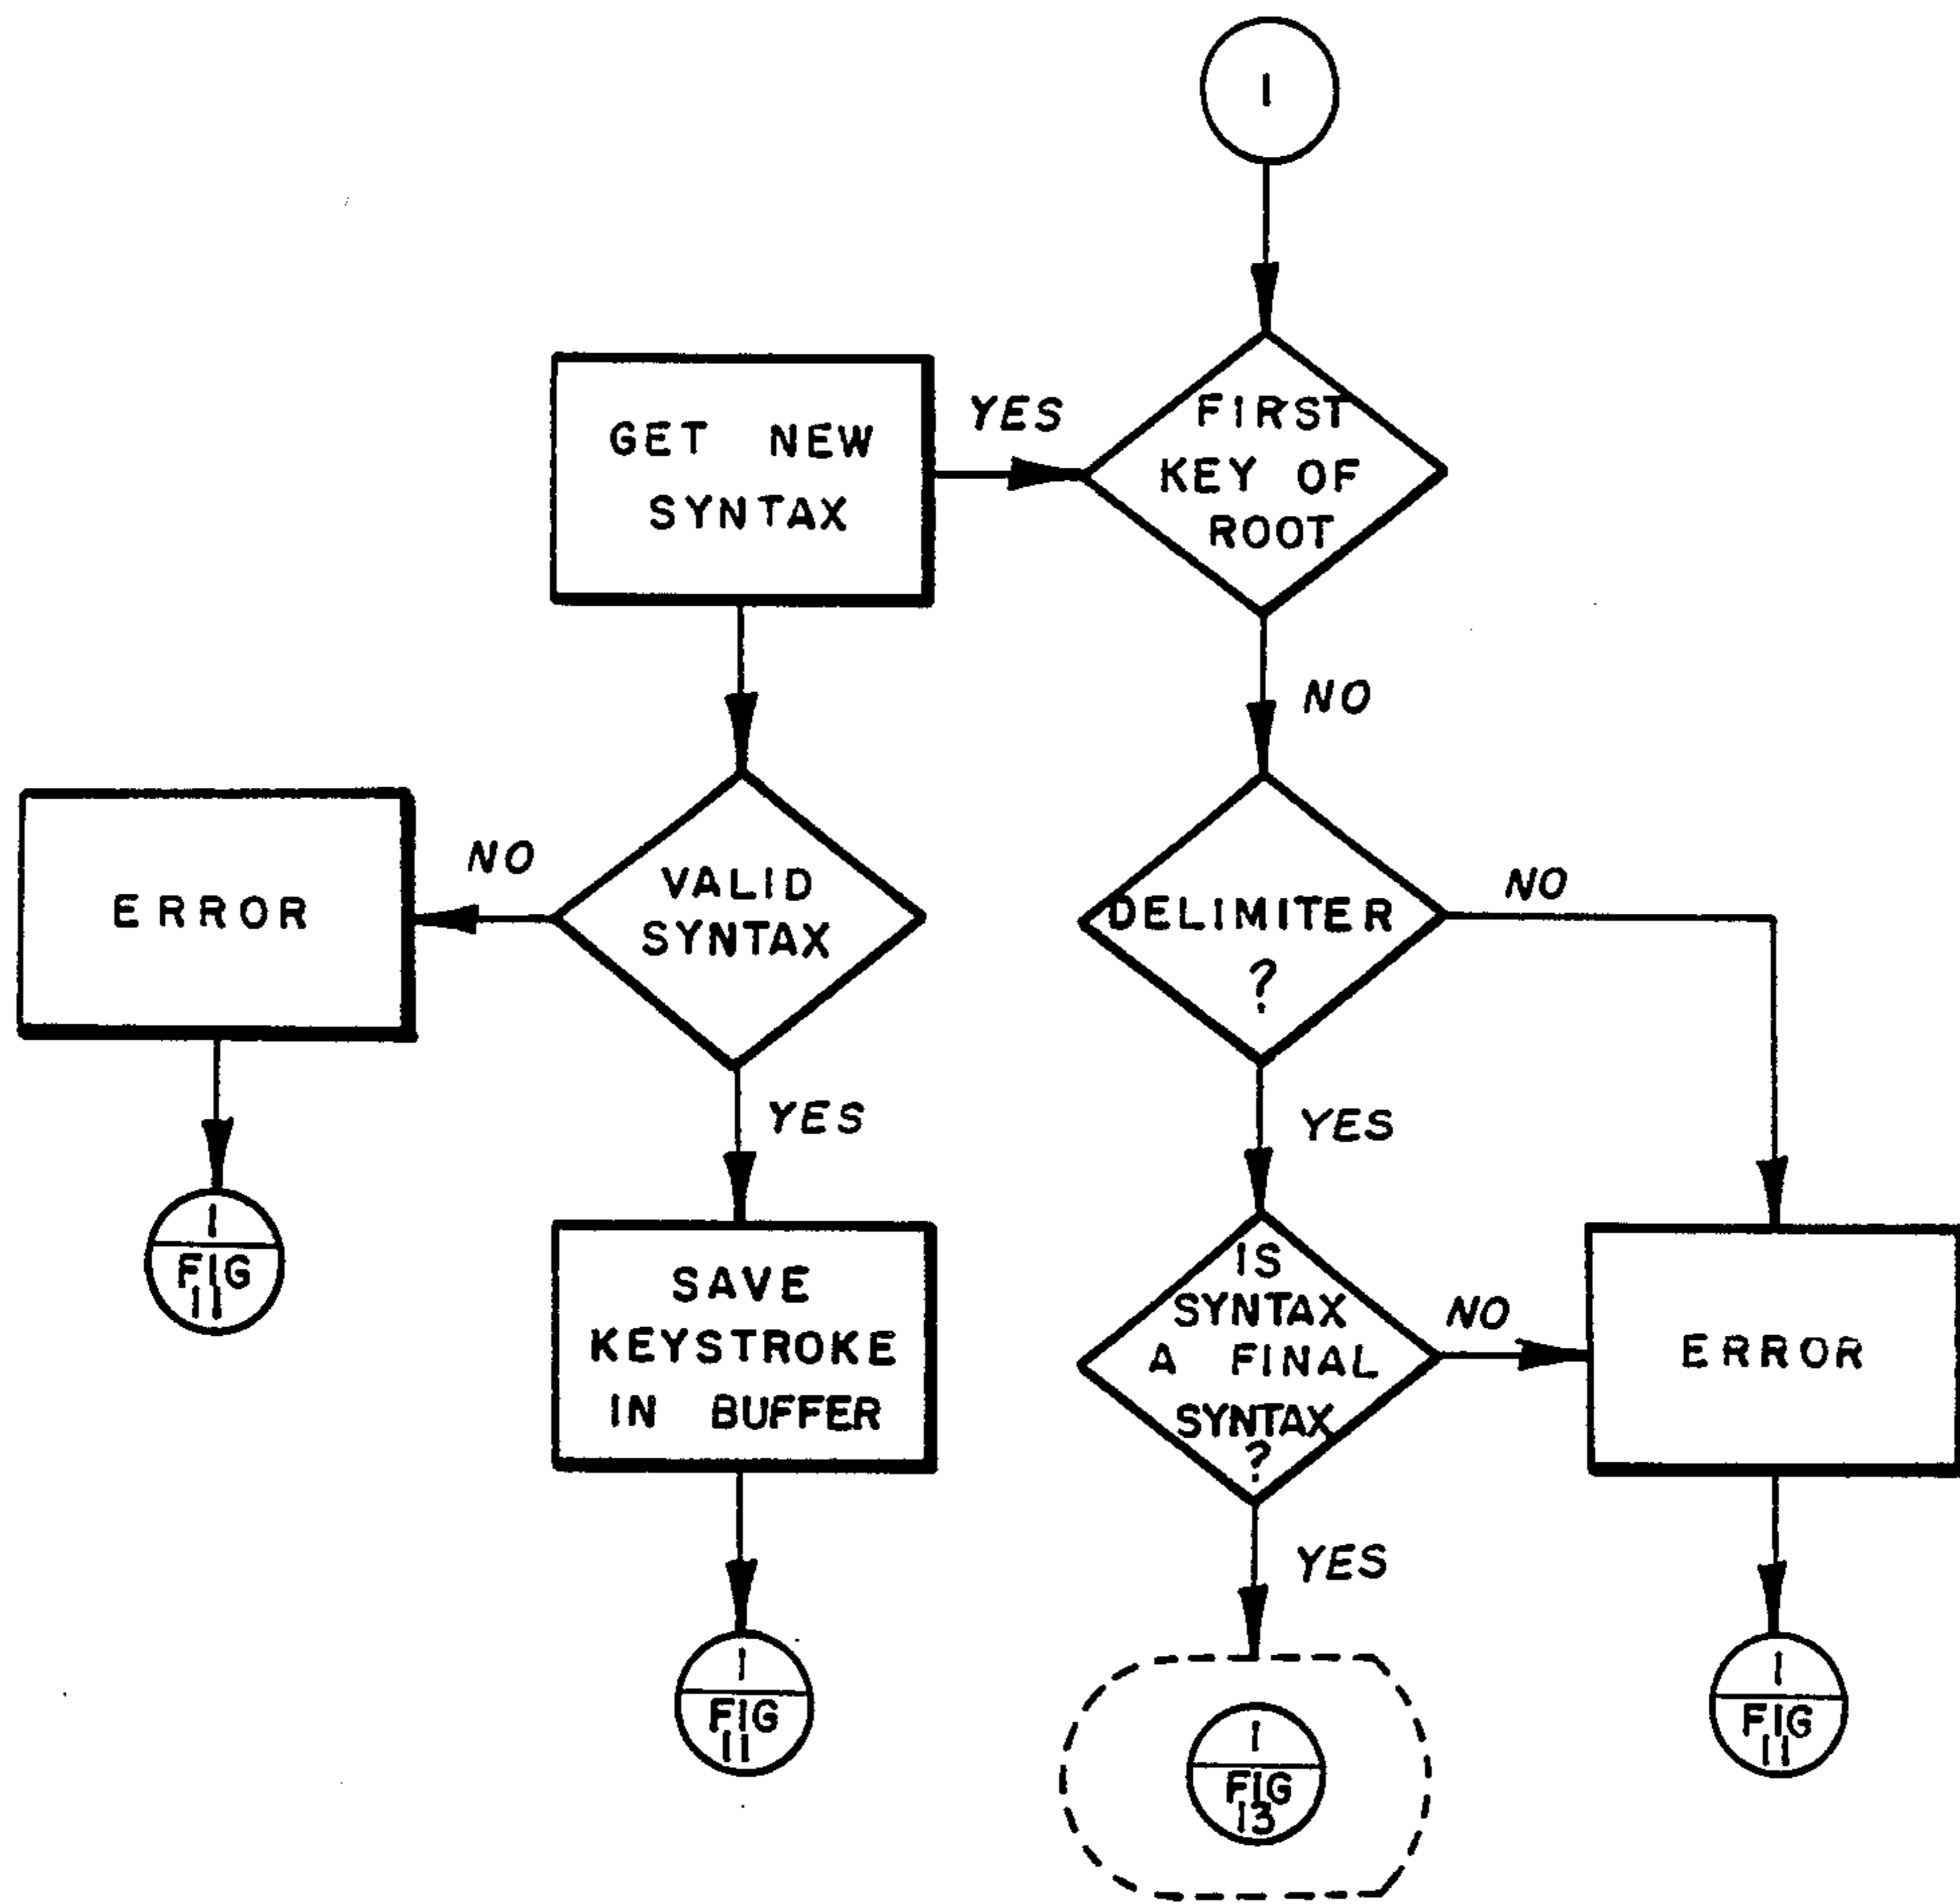 1
FIRST
KEY OF
ROOT
YES
GET NEW
SYNTAX
NO
VALID
SYNTAX
NO
ERROR
1
FIG
11
YES
SAVE
KEYSTROKE
IN BUFFER
1
FIG
11
DELIMITER
?
NO
YES
IS
SYNTAX
A FINAL
SYNTAX
?
NO
ERROR
YES
1
FIG
13
1
FIG
11